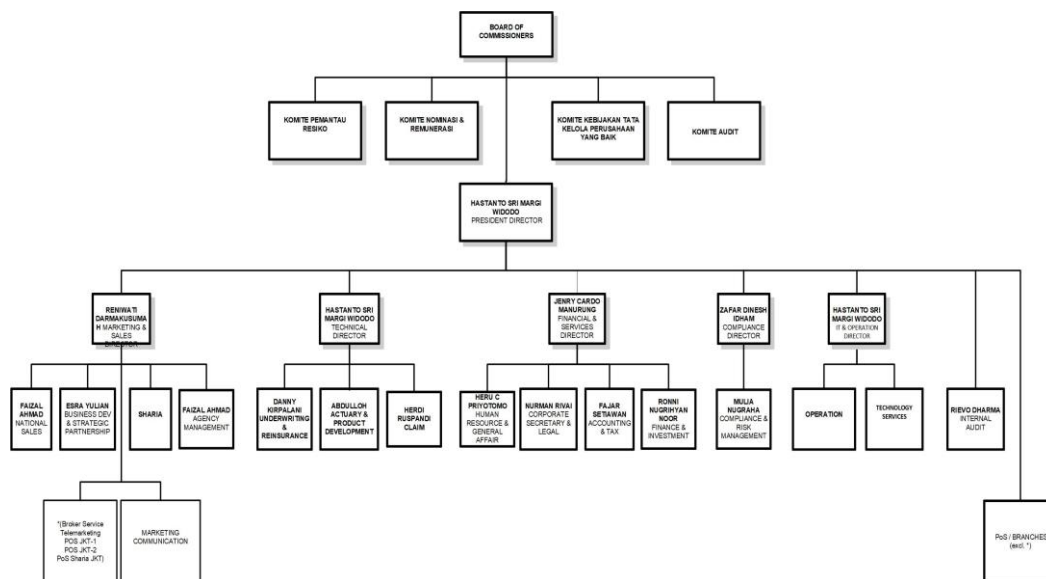 BOARD OF
COMMISSIONERS
KOMITE PEMANTAU
RESIKO
KOMITE NOMINASI &
REMUNERASI
KOMITE KEBIJAKAN TATA
KELOLA PERUSAHAAN
YANG BAIK
KOMITE AUDIT
HASTANTO SRI MARGI
WIDODO
PRESIDENT DIRECTOR
RENIWATI
DARMAKUSUMA
H MARKETING &
SALES
DIRECTOR
HASTANTO SRI
MARGI WIDODO
TECHNICAL
DIRECTOR
JENRY CARDO
MANURUNG
FINANCIAL &
SERVICES
DIRECTOR
ZAFAR DINESH
IDHAM
COMPLIANCE
DIRECTOR
HASTANTO SRI
MARGI WIDODO
IT & OPERATION
DIRECTOR
FAIZAL
AHMAD
NATIONAL
SALES
ESRA YULIAN
BUSINESS DEV
& STRATEGIC
PARTNERSHIP
SHARIA
FAIZAL AHMAD
AGENCY
MANAGEMENT
DANNY
KIRPALANI
UNDERWRITING &
REINSURANCE
ABDULLOH
ACTUARY &
PRODUCT
DEVELOPMENT
HERDI
RUSPANDI
CLAIM
HERU C
PRIYOTOMO
HUMAN
RESOURCE &
GENERAL
AFFAIR
NURMAN RIVAI
CORPORATE
SECRETARY &
LEGAL
FAJAR
SETIAWAN
ACCOUNTING
& TAX
RONNI
NUGRIHYAN
NOOR
FINANCE &
INVESTMENT
MULIA
NUGRAHA
COMPLIANCE &
RISK
MANAGEMENT
OPERATION
TECHNOLOGY
SERVICES
RIEVO DHARMA
INTERNAL
AUDIT
*(Broker Service
Telemarketing
POS JKT-1
POS JKT-2
PoS Sharia JKT)
MARKETING
COMMUNICATION
PoS / BRANCHES
(excl. *)